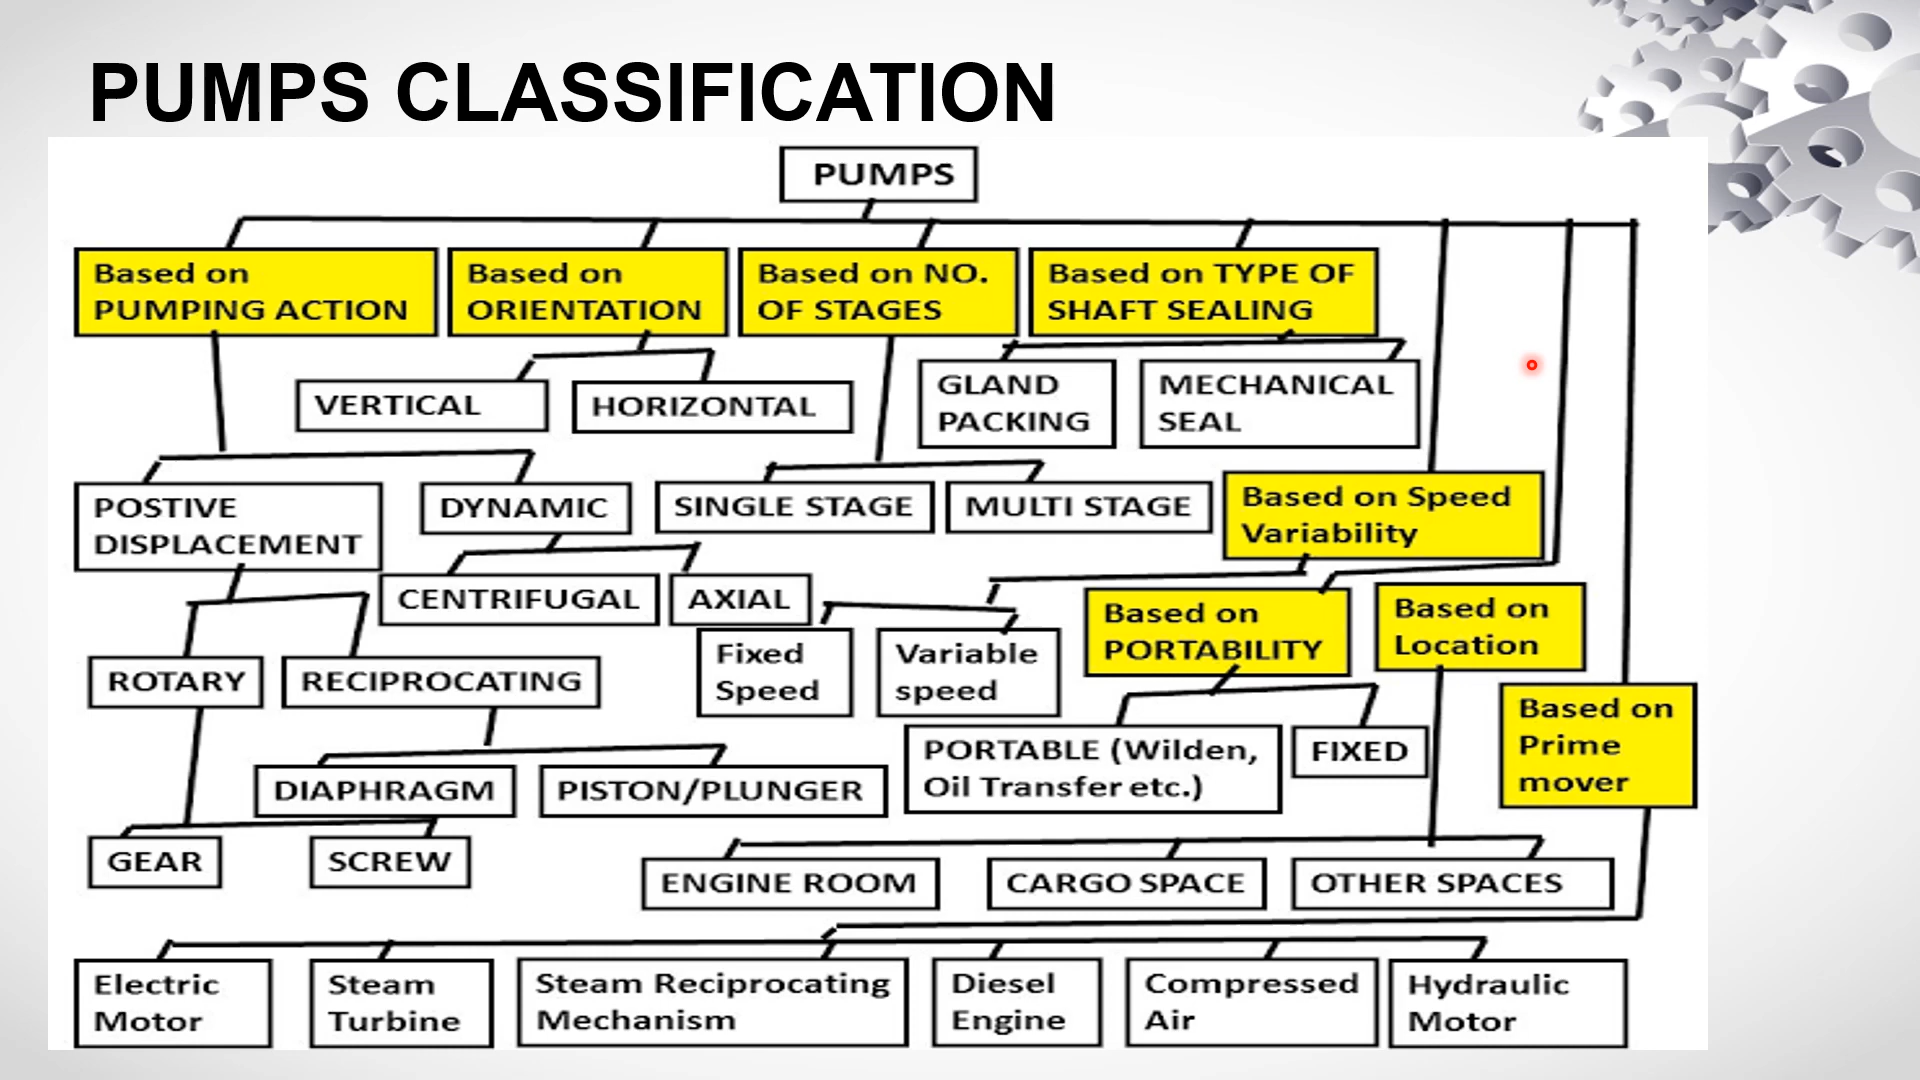 PUMPS CLASSIFICATION
PUMPS
Based on
PUMPING ACTION
Based on
ORIENTATION
Based on NO.
OF STAGES
Based on TYPE OF
SHAFT SEALING
VERTICAL
HORIZONTAL
GLAND
PACKING
MECHANICAL
SEAL
POSTIVE
DISPLACEMENT
DYNAMIC
SINGLE STAGE
MULTI STAGE
Based on Speed
Variability
CENTRIFUGAL
AXIAL
Based on
PORTABILITY
Based on
Location
ROTARY
RECIPROCATING
Fixed
Speed
Variable
speed
Based on
Prime
mover
DIAPHRAGM
PISTON/PLUNGER
PORTABLE (Wilden,
Oil Transfer etc.)
FIXED
GEAR
SCREW
ENGINE ROOM
CARGO SPACE
OTHER SPACES
Electric
Motor
Steam
Turbine
Steam Reciprocating
Mechanism
Diesel
Engine
Compressed
Air
Hydraulic
Motor